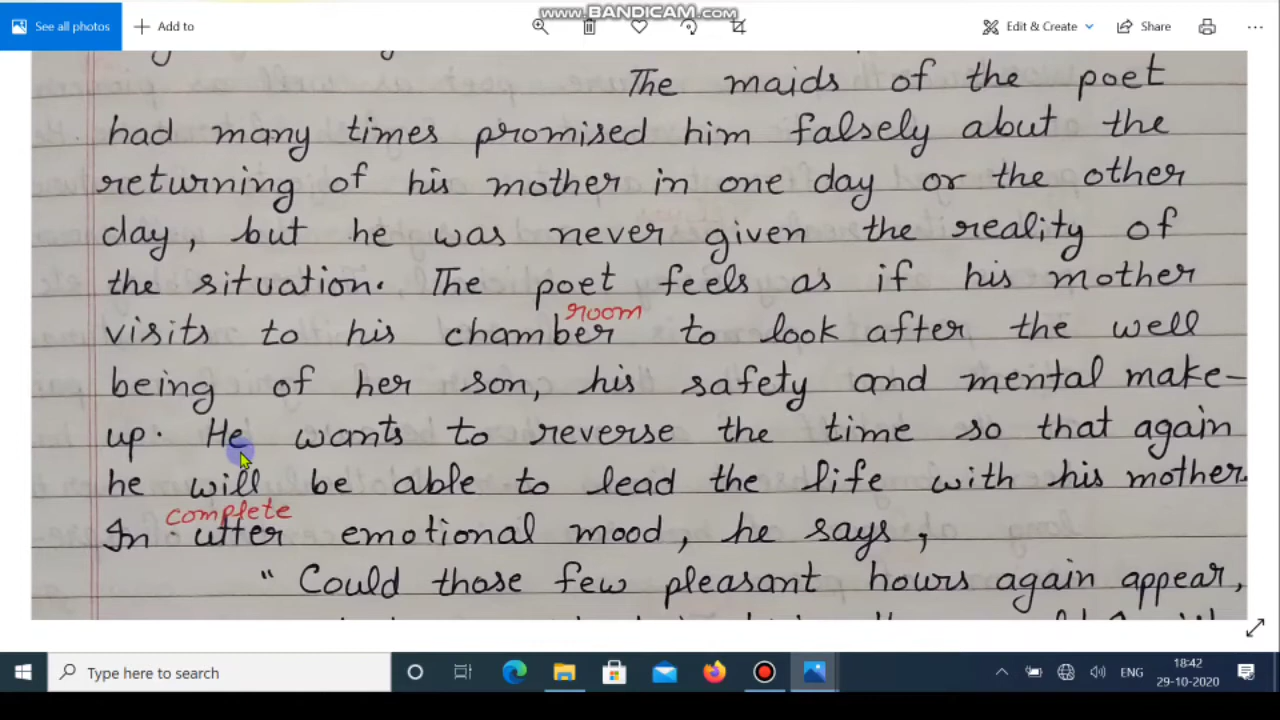 www.BANDICAM.com
See all photos
Add to
Edit & Create
Share
The maids of the poet
had many times promised him falsely abut the
returning of his mother in one day or the other
day, but he was never given the reality of
the situation. The poet feels as if his mother
room
visits to his chamber to look after the well
being of her son, his safety and mental make-
up. He wants to reverse the time so that again
he will be able to lead the life with his mother.
complete
In utter emotional mood, he says,
" Could those few pleasant hours again appear,
Type here to search
ENG
18:42
29-10-2020